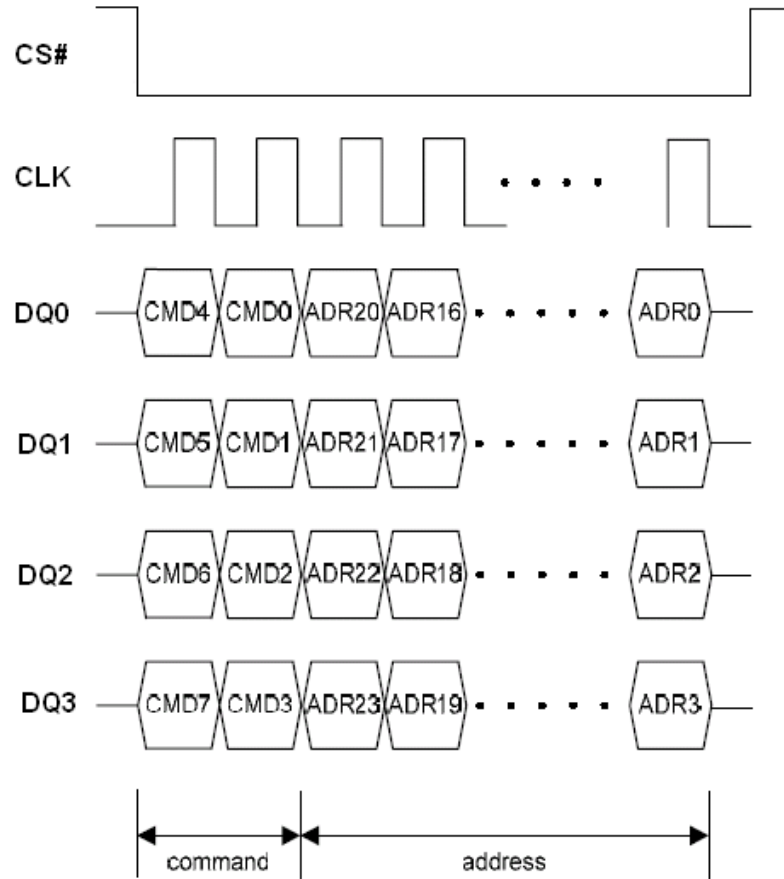 CS#
CLK
DQ0 CMD4 CMD0 ADR20 ADR16 ADR0
DQ1 CMD5 CMD1 ADR21 ADR17 ADR1
DQ2 CMD6 CMD2 ADR22 ADR18 ADR2
DQ3 CMD7 CMD3 ADR23 ADR19 ADR3
command address